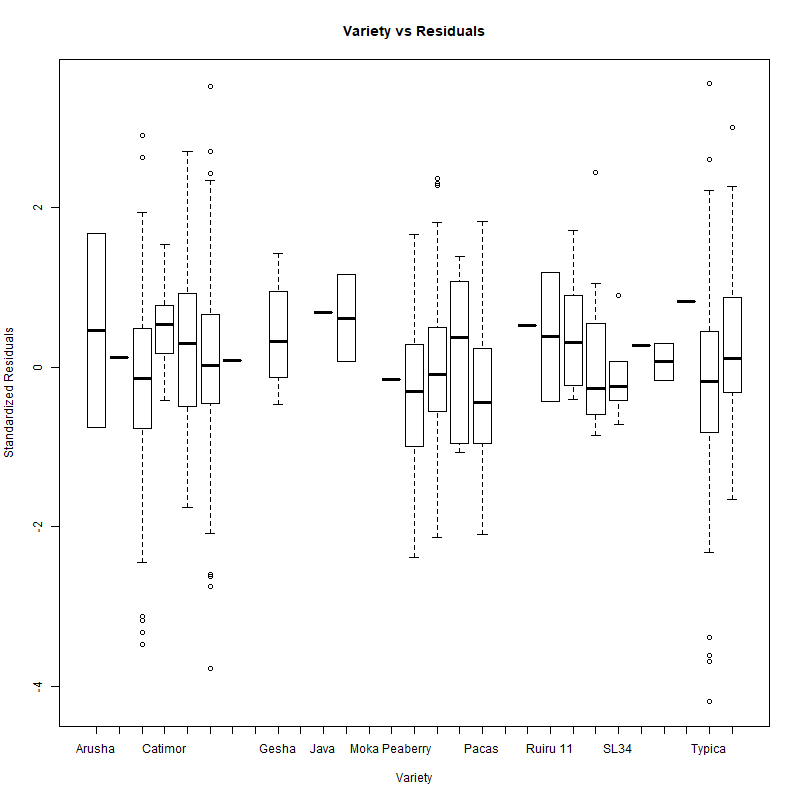 Variety vs Residuals
Standardized Residuals
2
0
-2
-4
Arusha Catimor Gesha Java Moka Peaberry Pacas Ruiru 11 SL34 Typica
Variety